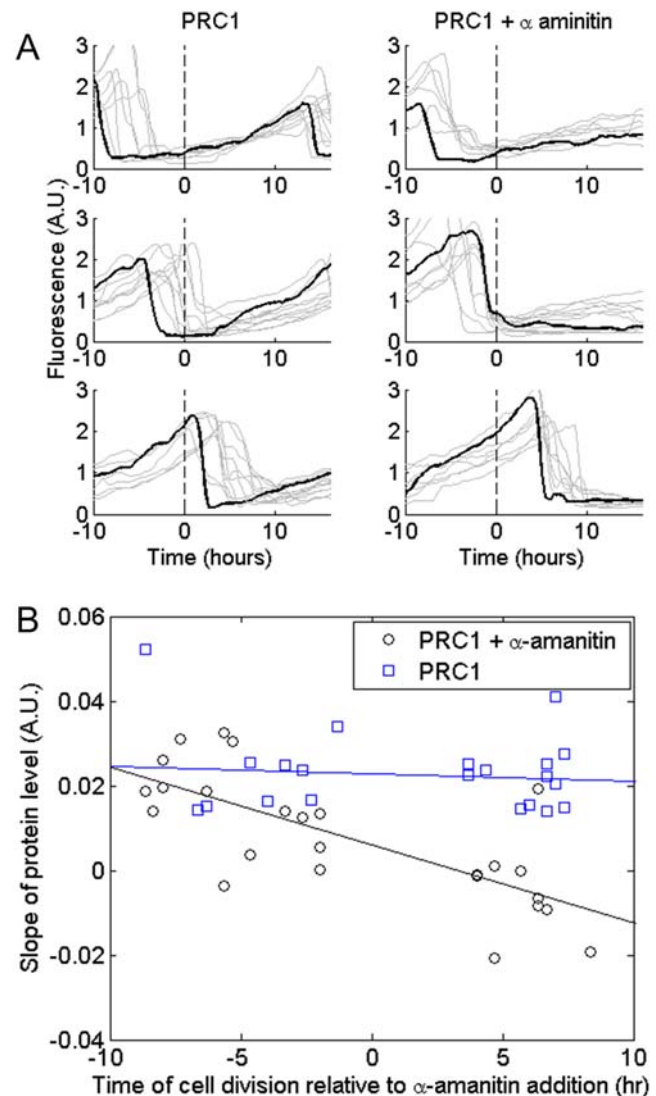 A
PRC1
PRC1 + α aminitin
3
2
1
0
-10 0 10
3
2
1
0
-10 0 10
3
2
1
0
-10 0 10
3
2
1
0
-10 0 10
3
2
1
0
-10 0 10
3
2
1
0
-10 0 10
Fluorescence (A.U.)
Time (hours)
Time (hours)
B
PRC1 + α-amanitin
PRC1
0.06
0.04
0.02
0
-0.02
-0.04
Slope of protein level (A.U.)
-10 -5 0 5 10
Time of cell division relative to α-amanitin addition (hr)